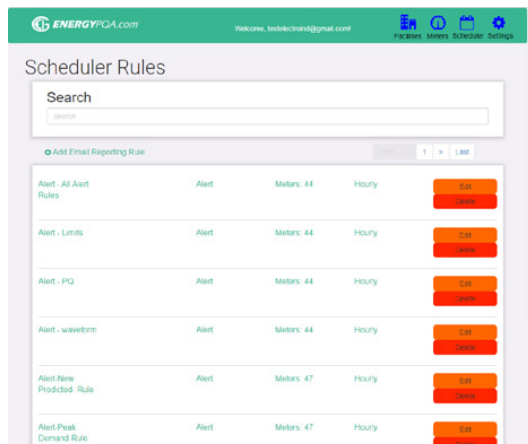 ENERGYPQA.com
Welcome, testelectroind@gmail.com!
Facilities Meters Scheduler Settings
Scheduler Rules
Search
Search
Add Email Reporting Rule
1 > Last
Alert - All Alert Rules Alert Meters: 44 Hourly Edit
Delete
Alert - Limits Alert Meters: 44 Hourly Edit
Delete
Alert - PQ Alert Meters: 44 Hourly Edit
Delete
Alert - waveform Alert Meters: 44 Hourly Edit
Delete
Alert-New Predicted- Rule Alert Meters: 47 Hourly Edit
Delete
Alert-Peak Demand Rule Alert Meters: 47 Hourly Edit